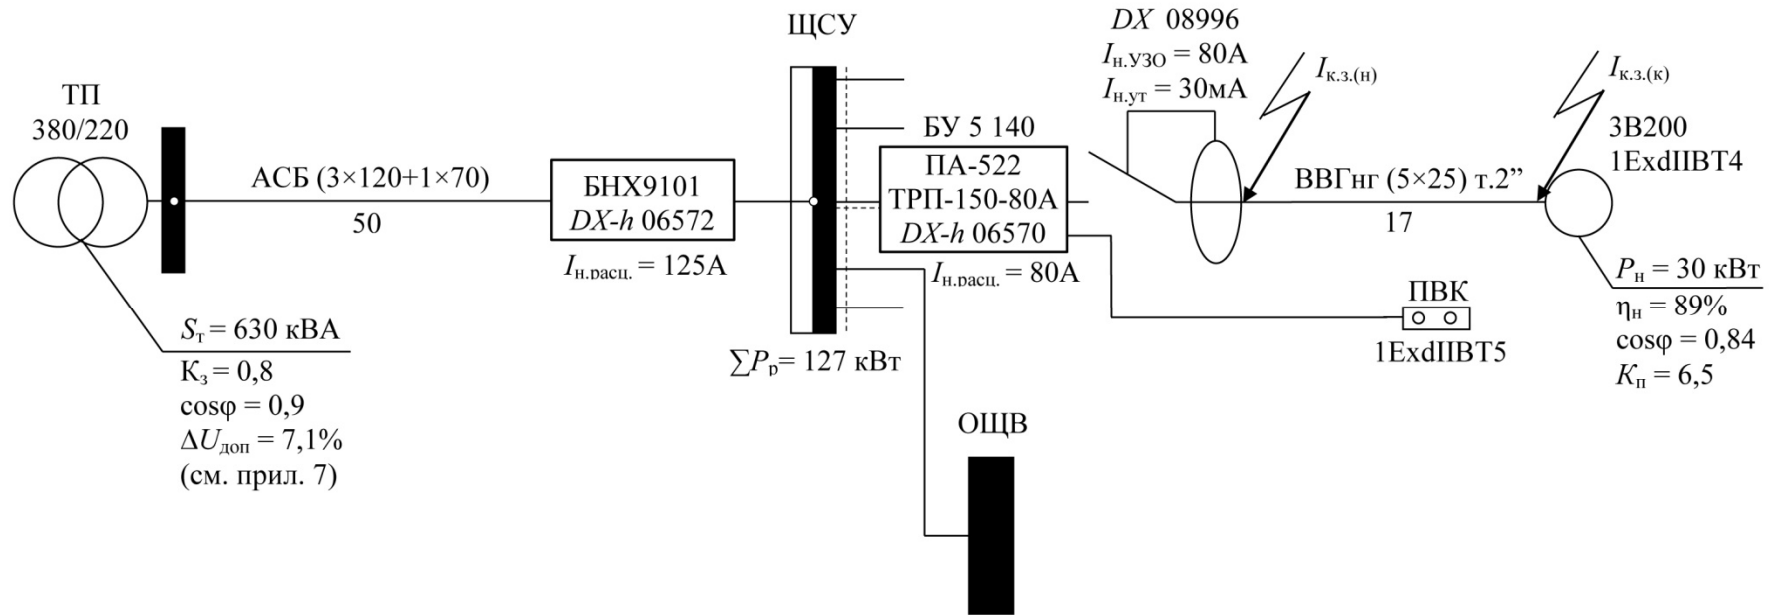 ТП
380/220
АСБ (3×120+1×70)
50
Sт = 630 кВА
Kз = 0,8
cosφ = 0,9
ΔUдоп = 7,1%
(см. прил. 7)
БНХ9101
DX-h 06572
Iн.расц. = 125А
ЩСУ
∑Pр= 127 кВт
БУ 5 140
ПА-522
ТРП-150-80А
DX-h 06570
Iн.расц. = 80А
ОЩВ
DX 08996
Iн.УЗО = 80А
Iн.ут = 30мА
Iк.з.(н)
ВВГнг (5×25) т.2”
17
ПВК
1ExdIIBT5
Iк.з.(к)
3В200
1ExdIIBT4
Pн = 30 кВт
ηн = 89%
cosφ = 0,84
Kп = 6,5